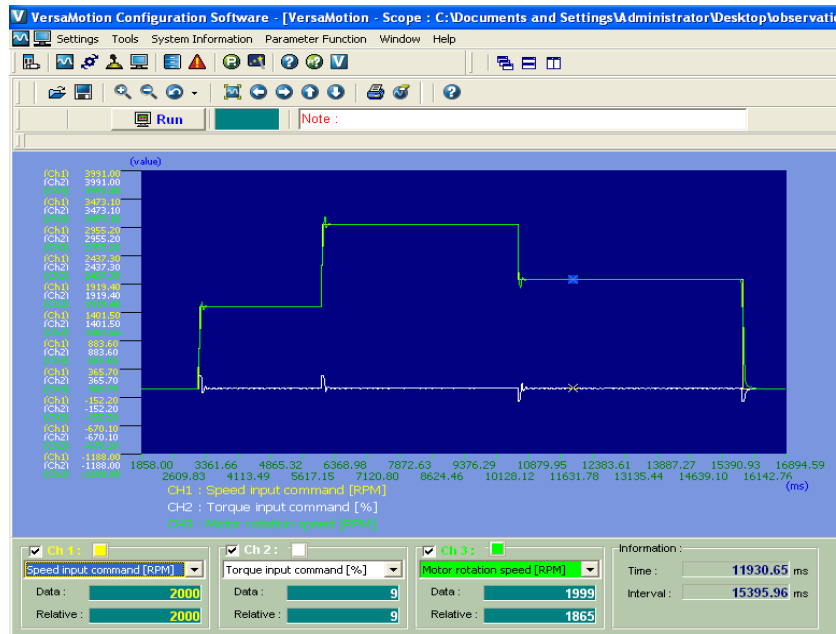 VersaMotion Configuration Software - [VersaMotion - Scope : C:\Documents and Settings\Administrator\Desktop\observatio
Settings Tools System Information Parameter Function Window Help
Run Note :
(value)
(Ch1) 3991.00
(Ch2) 3991.00
(Ch1) 3473.10
(Ch2) 3473.10
(Ch1) 2955.20
(Ch2) 2955.20
(Ch1) 2437.30
(Ch2) 2437.30
(Ch1) 1919.40
(Ch2) 1919.40
(Ch1) 1401.50
(Ch2) 1401.50
(Ch1) 883.60
(Ch2) 883.60
(Ch1) 365.70
(Ch2) 365.70
(Ch1) -152.20
(Ch2) -152.20
(Ch1) -670.10
(Ch2) -670.10
(Ch1) -1188.00
(Ch2) -1188.00
1858.00 3361.66 4865.32 6368.98 7872.63 9376.29 10879.95 12383.61 13887.27 15390.93 16894.59
2609.83 4113.49 5617.15 7120.80 8624.46 10128.12 11631.78 13135.44 14639.10 16142.76
(ms)
CH1 : Speed input command [RPM]
CH2 : Torque input command [%]
CH3 : Motor rotation speed [RPM]
Ch 1 : Ch 2 : Ch 3 : Information :
Speed input command [RPM] Torque input command [%] Motor rotation speed [RPM] Time : 11930.65 ms
Data : 2000 Data : 9 Data : 1999 Interval : 15395.96 ms
Relative : 2000 Relative : 9 Relative : 1865